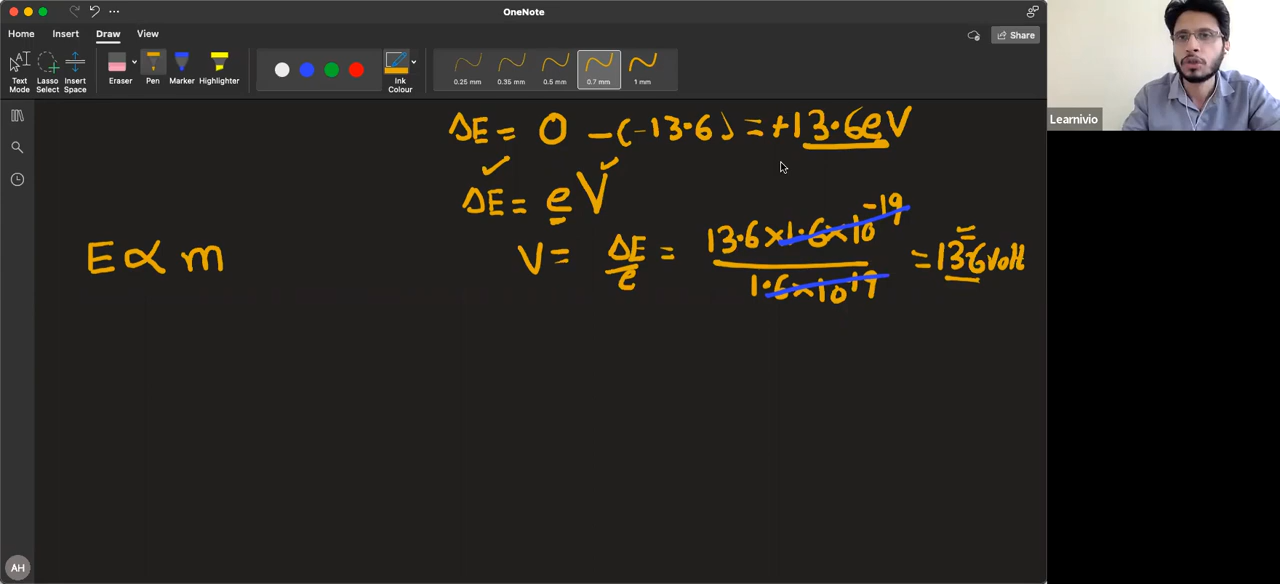 OneNote
Home Insert Draw View
Share
Text Mode Lasso Select Insert Space Eraser Pen Marker Highlighter Ink Colour 0.25 mm 0.35 mm 0.5 mm 0.7 mm 1 mm
Learnivio
ΔE = 0 -(-13.6) = +13.6eV
ΔE = eV
E ∝ m
V = ΔE/e = 13.6×1.6×10^-19 / 1.6×10^19 = 13.6 volt
AH